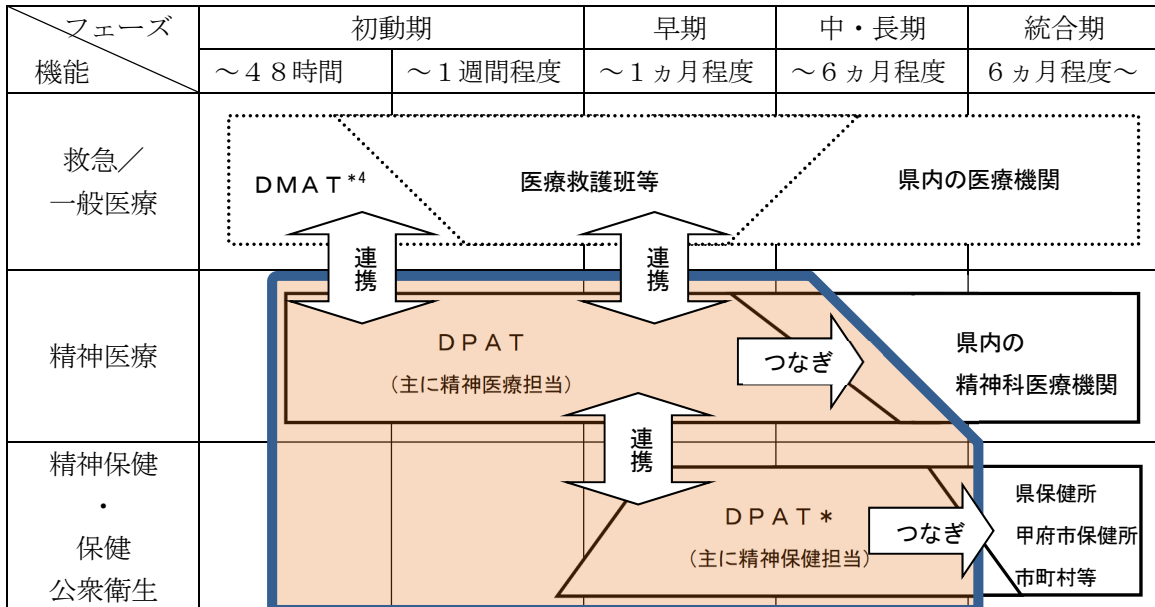 フェーズ
機能
初動期
早期
中・長期
統合期
～４８時間
～１週間程度
～１ヵ月程度
～6ヵ月程度
6ヵ月程度～
救急／
一般医療
ＤＭＡＴ*4
医療救護班等
県内の医療機関
連携
連携
精神医療
ＤＰＡＴ
（主に精神医療担当）
つなぎ
県内の
精神科医療機関
連携
精神保健
・
保健
公衆衛生
ＤＰＡＴ＊
（主に精神保健担当）
つなぎ
県保健所
甲府市保健所
市町村等